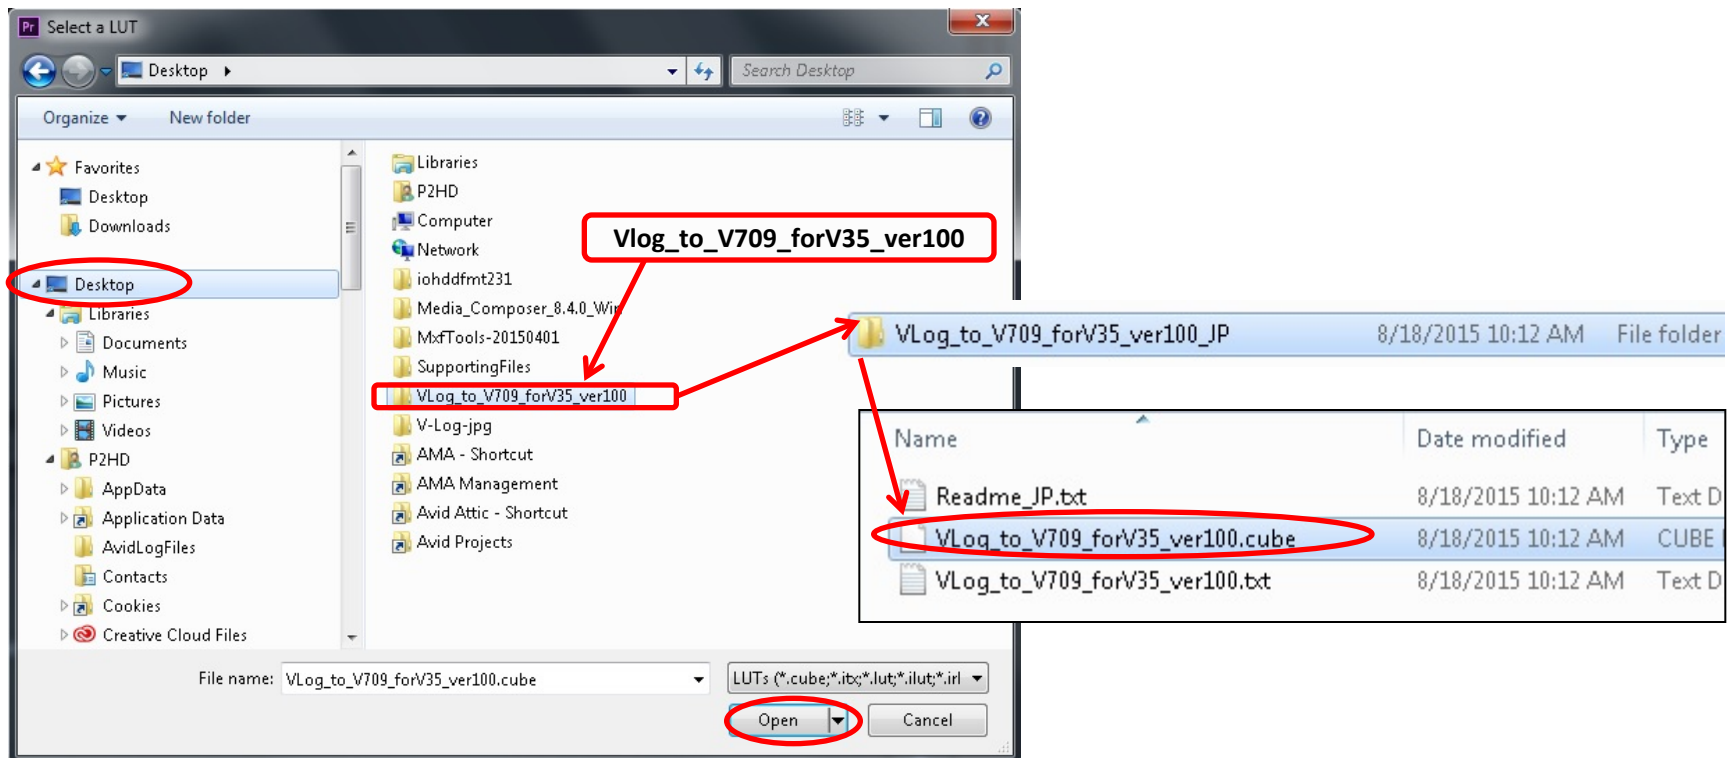 Pr Select a LUT
Desktop
Search Desktop
Organize
New folder
Favorites
Desktop
Downloads
Desktop
Libraries
Documents
Music
Pictures
Videos
P2HD
AppData
Application Data
AvidLogFiles
Contacts
Cookies
Creative Cloud Files
Libraries
P2HD
Computer
Network
iohddfmt231
Media_Composer_8.4.0_Win
MxfTools-20150401
SupportingFiles
VLog_to_V709_forV35_ver100
V-Log-jpg
AMA - Shortcut
AMA Management
Avid Attic - Shortcut
Avid Projects
Vlog_to_V709_forV35_ver100
VLog_to_V709_forV35_ver100_JP 8/18/2015 10:12 AM File folder
Name Date modified Type
Readme_JP.txt 8/18/2015 10:12 AM Text D
VLog_to_V709_forV35_ver100.cube 8/18/2015 10:12 AM CUBE
VLog_to_V709_forV35_ver100.txt 8/18/2015 10:12 AM Text D
File name: VLog_to_V709_forV35_ver100.cube
LUTs (*.cube;*.itx;*.lut;*.ilut;*.irl
Open
Cancel